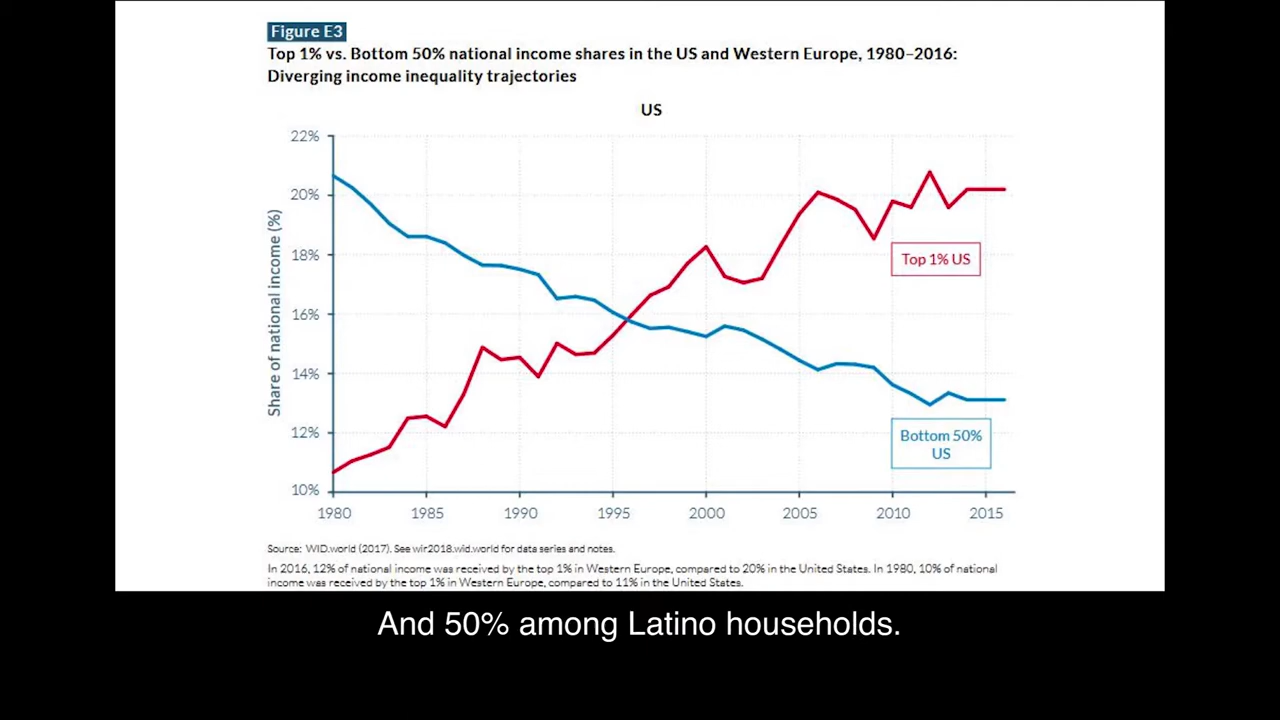 Figure E3
Top 1% vs. Bottom 50% national income shares in the US and Western Europe, 1980–2016:
Diverging income inequality trajectories
US
Share of national income (%)
22%
20%
18%
16%
14%
12%
10%
Top 1% US
Bottom 50%
US
1980 1985 1990 1995 2000 2005 2010 2015
Source: WID.world (2017). See wir2018.wid.world for data series and notes.
In 2016, 12% of national income was received by the top 1% in Western Europe, compared to 20% in the United States. In 1980, 10% of national
income was received by the top 1% in Western Europe, compared to 11% in the United States.
And 50% among Latino households.